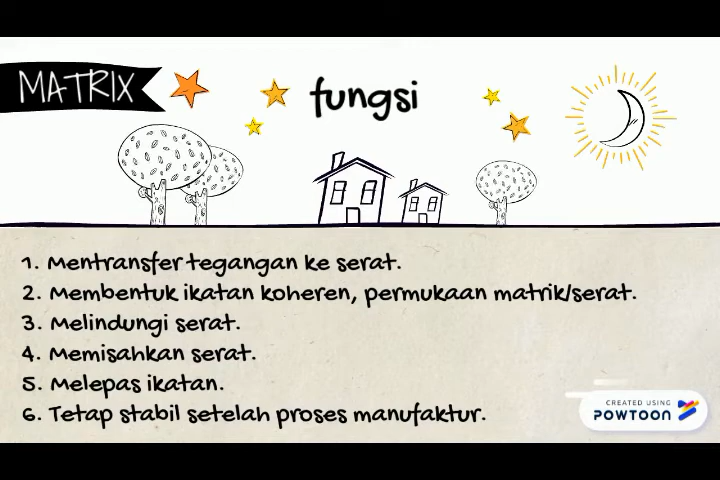 MATRIX
fungsi
1. Mentransfer tegangan ke serat.
2. Membentuk ikatan koheren, permukaan matrik/serat.
3. Melindungi serat.
4. Memisahkan serat.
5. Melepas ikatan.
6. Tetap stabil setelah proses manufaktur.
CREATED USING
POWTOON